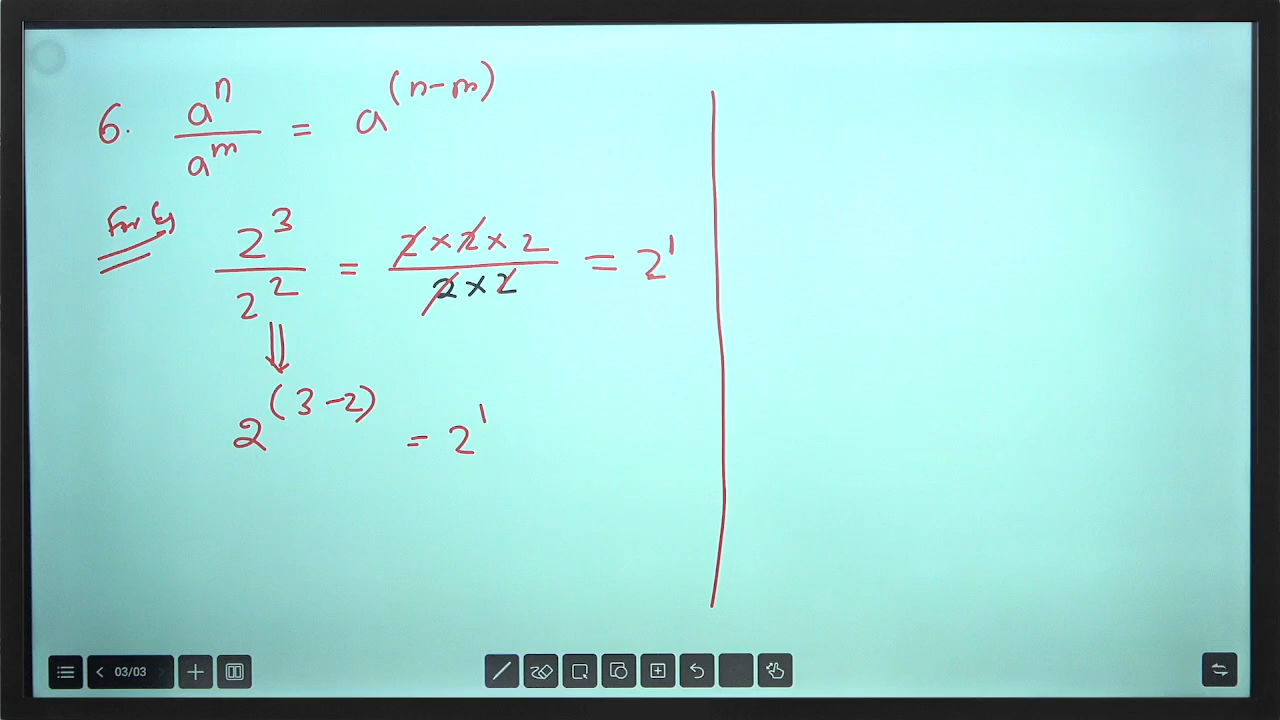 6. a^n / a^m = a^(n-m)
For Eg
2^3 / 2^2 = 2 × 2 × 2 / 2 × 2 = 2^1
⇓
2^(3-2) = 2^1
03/03